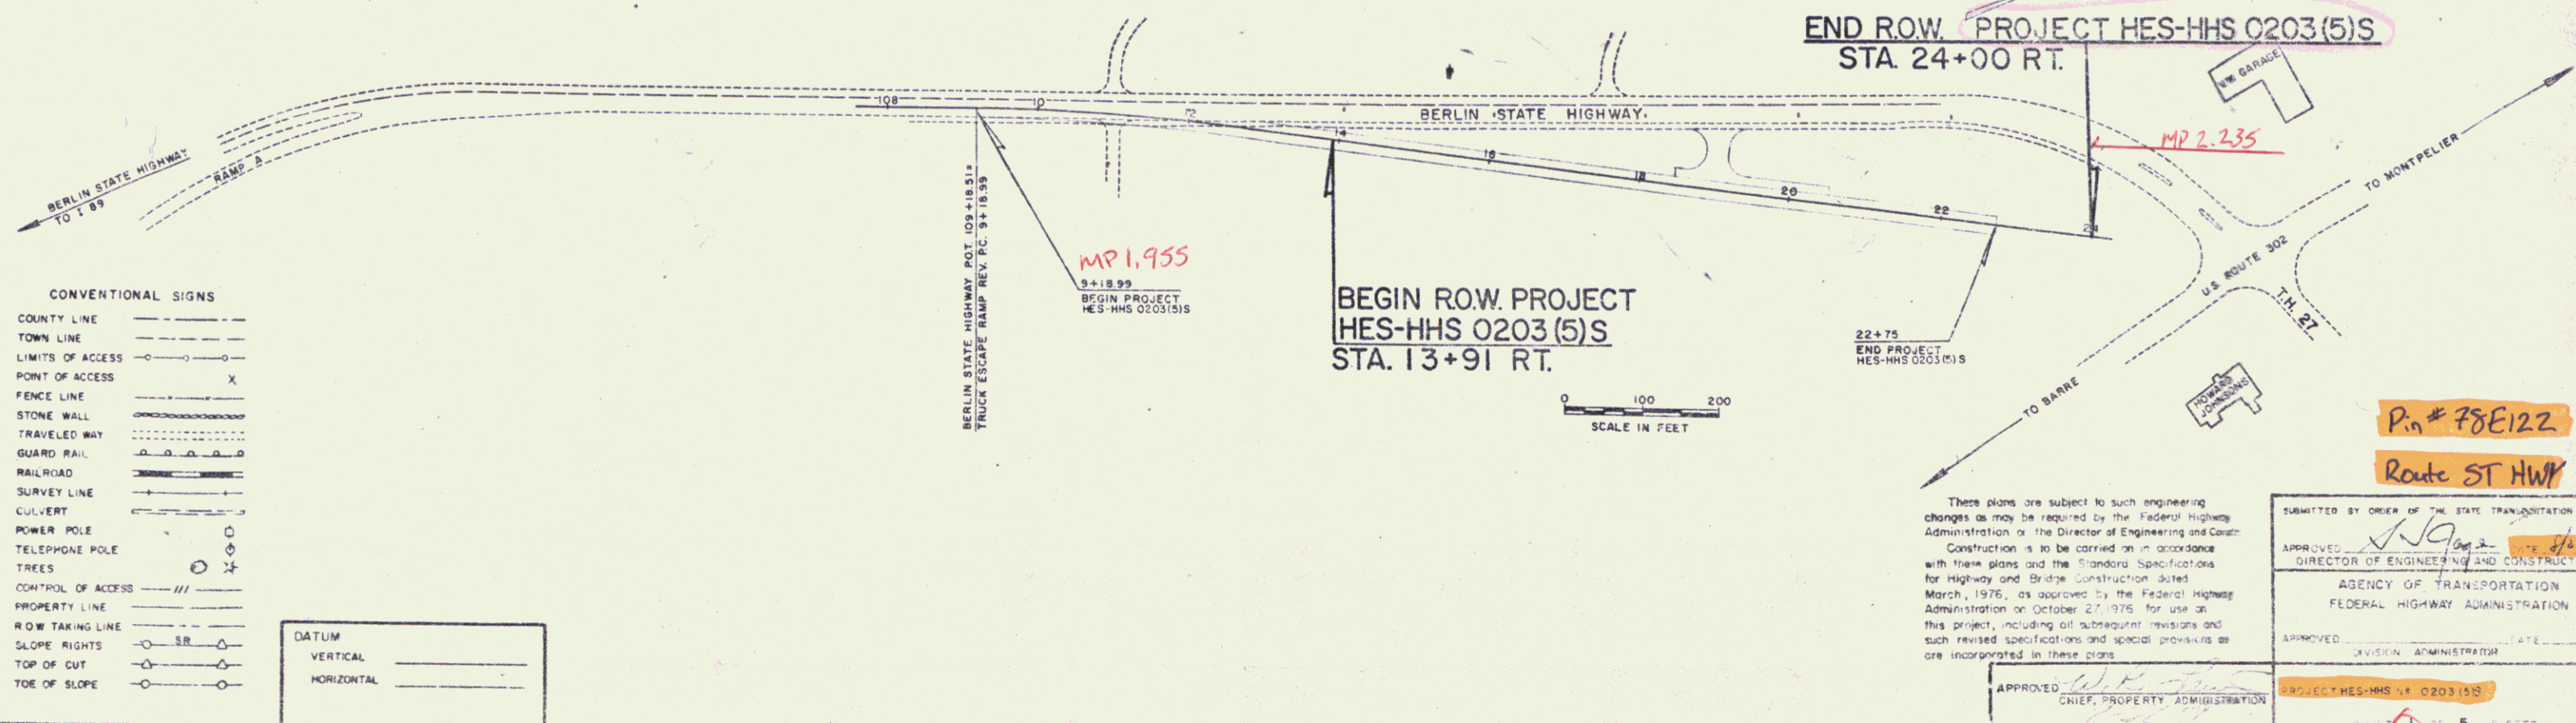 END R.O.W. PROJECT HES-HHS 0203(5)S
STA. 24+00 RT.
V.W. GARAGE
108
10
12
14
16
18
20
22
24
BERLIN STATE HIGHWAY
MP 2.235
TO MONTPELIER
BERLIN STATE HIGHWAY
TO I 89
RAMP A
BERLIN STATE HIGHWAY P.O.T. 109+18.51 =
TRUCK ESCAPE RAMP REV. P.C. 9+18.99
MP 1.955
9+18.99
BEGIN PROJECT
HES-HHS 0203(5)S
BEGIN R.O.W. PROJECT
HES-HHS 0203(5)S
STA. 13+91 RT.
22+75
END PROJECT
HES-HHS 0203(5)S
U.S. ROUTE 302
T.H. 27
TO BARRE
HOWARD
JOHNSONS
0 100 200
SCALE IN FEET
CONVENTIONAL SIGNS
COUNTY LINE
TOWN LINE
LIMITS OF ACCESS
POINT OF ACCESS X
FENCE LINE
STONE WALL
TRAVELED WAY
GUARD RAIL
RAILROAD
SURVEY LINE
CULVERT
POWER POLE
TELEPHONE POLE
TREES
CONTROL OF ACCESS
PROPERTY LINE
R.O.W. TAKING LINE
SLOPE RIGHTS SR
TOP OF CUT
TOE OF SLOPE
DATUM
VERTICAL
HORIZONTAL
Pin # 78E122
Route ST HWY
These plans are subject to such engineering
changes as may be required by the Federal Highway
Administration or the Director of Engineering and Constr.
Construction is to be carried on in accordance
with these plans and the Standard Specifications
for Highway and Bridge Construction dated
March, 1976, as approved by the Federal Highway
Administration on October 27, 1976 for use on
this project, including all subsequent revisions and
such revised specifications and special provisions as
are incorporated in these plans
SUBMITTED BY ORDER OF THE STATE TRANSPORTATION
APPROVED DATE
DIRECTOR OF ENGINEERING AND CONSTRUCT
AGENCY OF TRANSPORTATION
FEDERAL HIGHWAY ADMINISTRATION
APPROVED DATE
DIVISION ADMINISTRATOR
APPROVED
CHIEF, PROPERTY ADMINISTRATION
PROJECT HES-HHS 0203(5)S